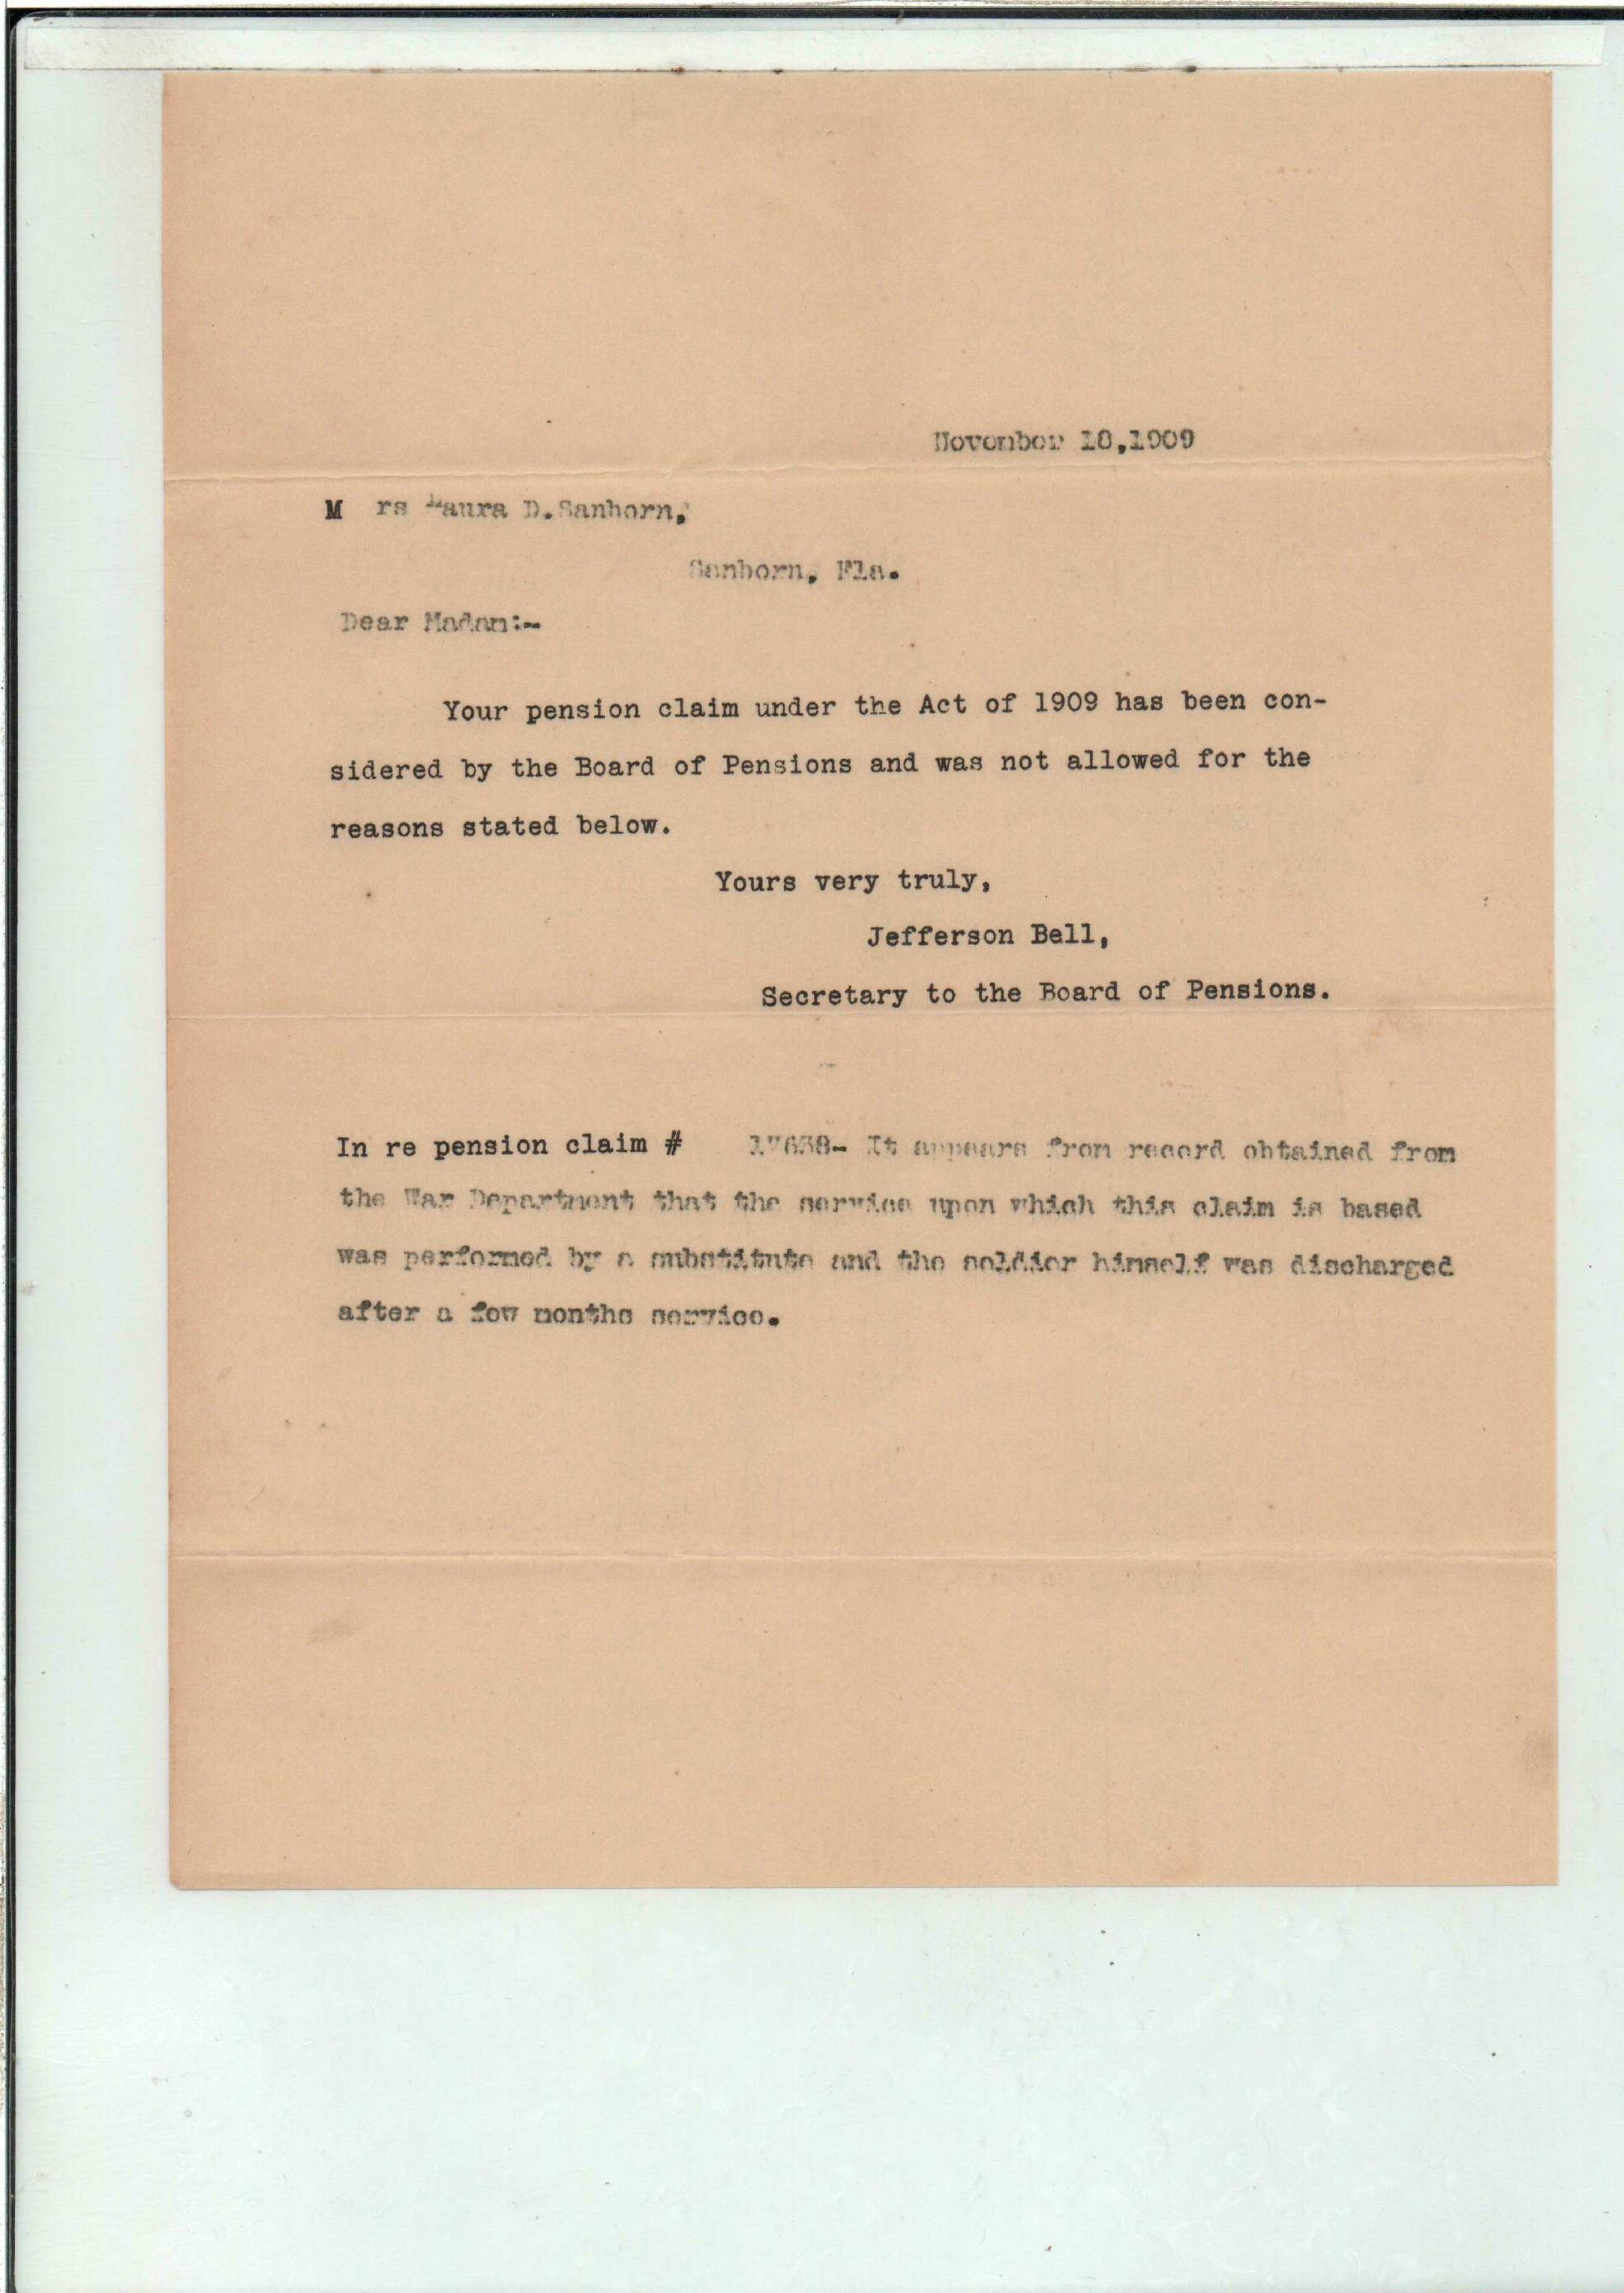 November 18,1909
M rs Laura D.Sanborn,
Sanborn, Fla.
Dear Madam:-
Your pension claim under the Act of 1909 has been con-
sidered by the Board of Pensions and was not allowed for the
reasons stated below.
Yours very truly,
Jefferson Bell,
Secretary to the Board of Pensions.
In re pension claim # 17638- It appears from record obtained from
the War Department that the service upon which this claim is based
was performed by a substitute and the soldier himself was discharged
after a few months service.